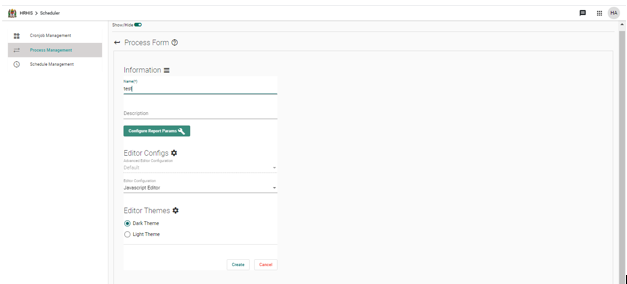 HRHIS > Scheduler
HA
Show/Hide
Cronjob Management
Process Management
Schedule Management
Process Form
Information
Name(*)
test
Description
Configure Report Params
Editor Configs
Advanced Editor Configuration
Default
Editor Configuration
Javascript Editor
Editor Themes
Dark Theme
Light Theme
Create
Cancel